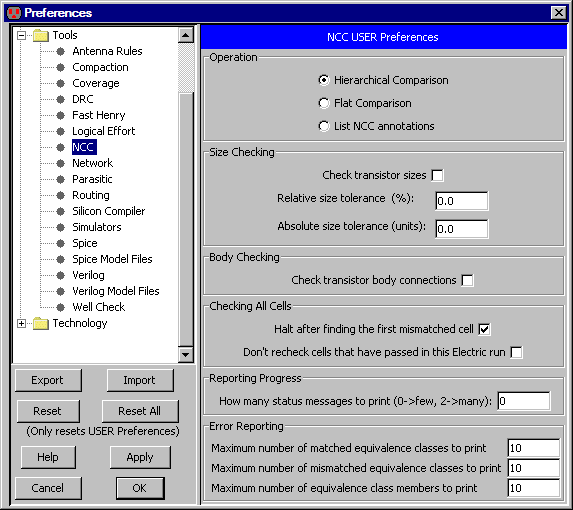 Preferences
Tools
Antenna Rules
Compaction
Coverage
DRC
Fast Henry
Logical Effort
NCC
Network
Parasitic
Routing
Silicon Compiler
Simulators
Spice
Spice Model Files
Verilog
Verilog Model Files
Well Check
Technology
Export Import
Reset Reset All
(Only resets USER Preferences)
Help Apply
Cancel OK
NCC USER Preferences
Operation
Hierarchical Comparison
Flat Comparison
List NCC annotations
Size Checking
Check transistor sizes
Relative size tolerance (%): 0.0
Absolute size tolerance (units): 0.0
Body Checking
Check transistor body connections
Checking All Cells
Halt after finding the first mismatched cell
Don't recheck cells that have passed in this Electric run
Reporting Progress
How many status messages to print (0->few, 2->many): 0
Error Reporting
Maximum number of matched equivalence classes to print 10
Maximum number of mismatched equivalence classes to print 10
Maximum number of equivalence class members to print 10